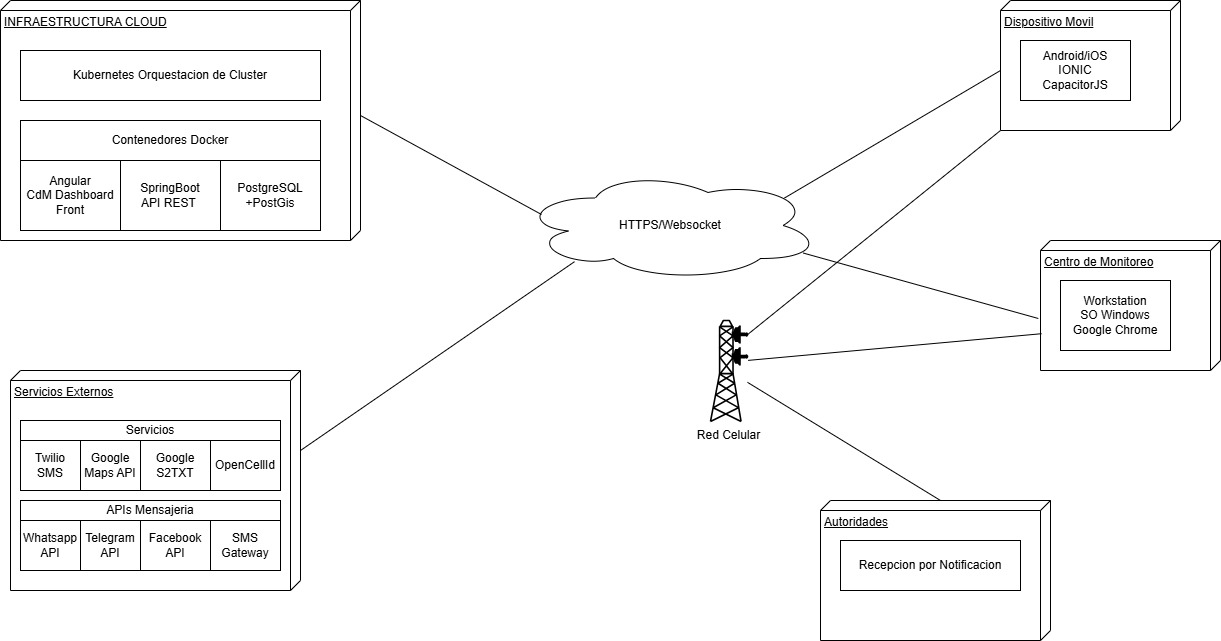 INFRAESTRUCTURA CLOUD
Kubernetes Orquestacion de Cluster
Contenedores Docker
Angular
CdM Dashboard
Front
SpringBoot
API REST
PostgreSQL
+PostGis
HTTPS/Websocket
Dispositivo Movil
Android/iOS
IONIC
CapacitorJS
Centro de Monitoreo
Workstation
SO Windows
Google Chrome
Red Celular
Servicios Externos
Servicios
Twilio
SMS
Google
Maps API
Google
S2TXT
OpenCellId
APIs Mensajeria
Whatsapp
API
Telegram
API
Facebook
API
SMS
Gateway
Autoridades
Recepcion por Notificacion